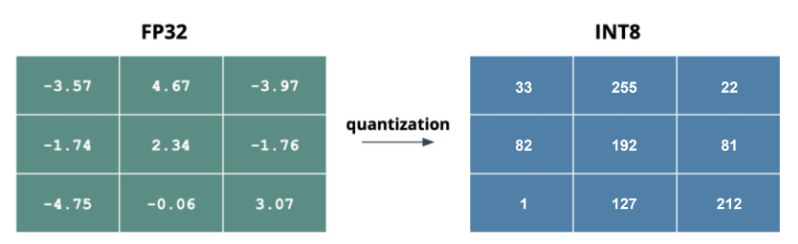 FP32 INT8
-3.57 4.67 -3.97 33 255 22
quantization
-1.74 2.34 -1.76 82 192 81
-4.75 -0.06 3.07 1 127 212